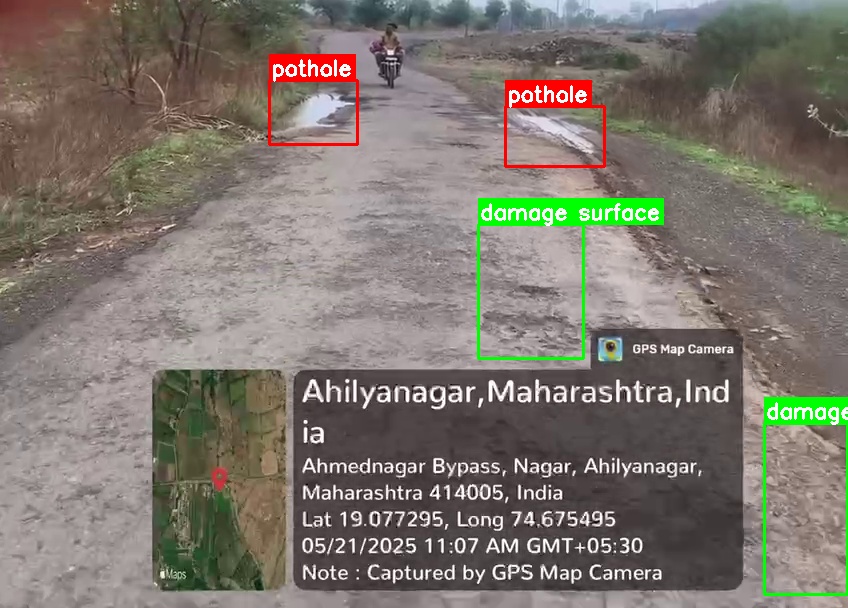 pothole
pothole
damage surface
GPS Map Camera
damage
Ahilyanagar,Maharashtra,Ind
ia
Ahmednagar Bypass, Nagar, Ahilyanagar,
Maharashtra 414005, India
Lat 19.077295, Long 74.675495
05/21/2025 11:07 AM GMT+05:30
Note : Captured by GPS Map Camera
Maps